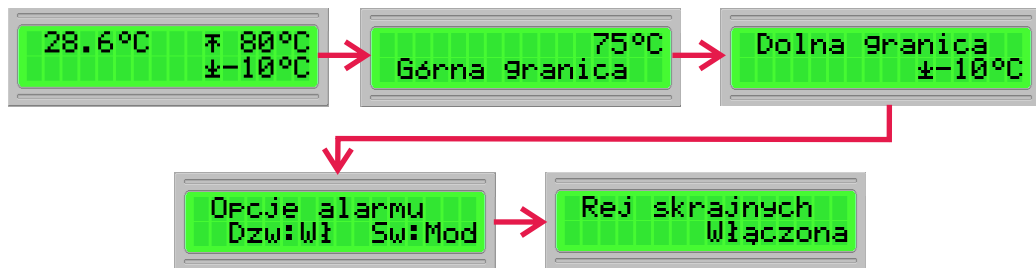 28.6°C ⤒ 80°C
⤓-10°C
75°C
Górna granica
Dolna granica
⤓-10°C
Opcje alarmu
Dzw:Wł Sw:Mod
Rej skrajnych
Włączona